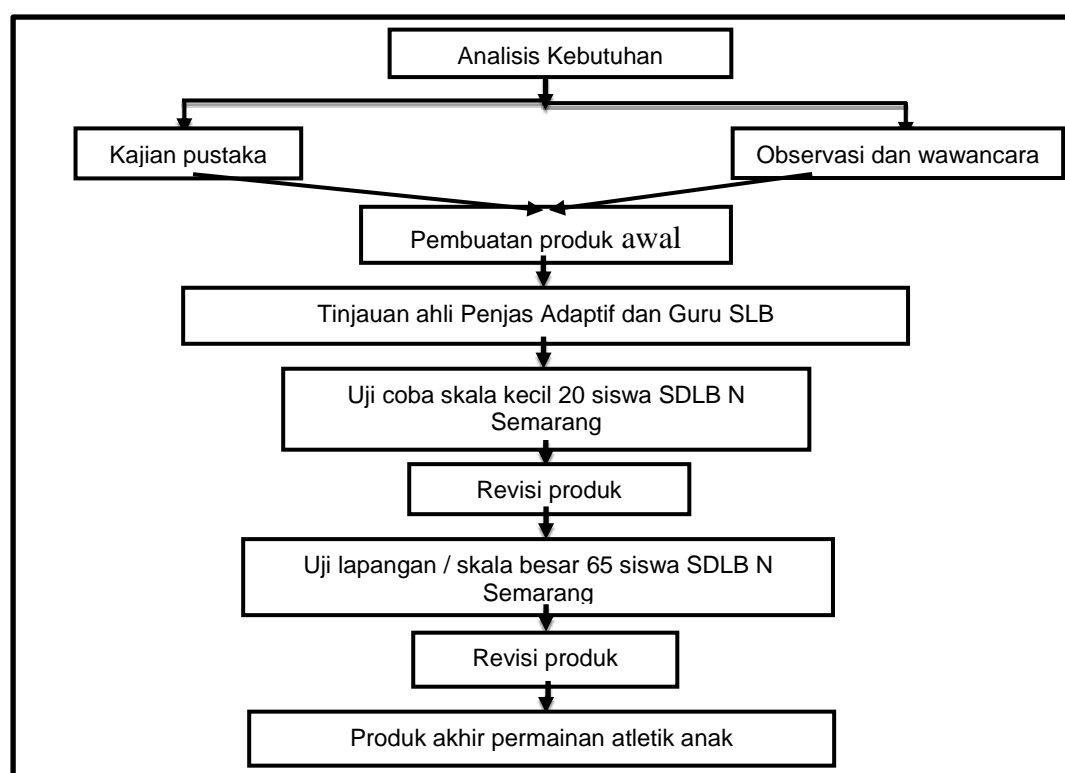 Analisis Kebutuhan
Kajian pustaka
Observasi dan wawancara
Pembuatan produk awal
Tinjauan ahli Penjas Adaptif dan Guru SLB
Uji coba skala kecil 20 siswa SDLB N
Semarang
Revisi produk
Uji lapangan / skala besar 65 siswa SDLB N
Semarang
Revisi produk
Produk akhir permainan atletik anak